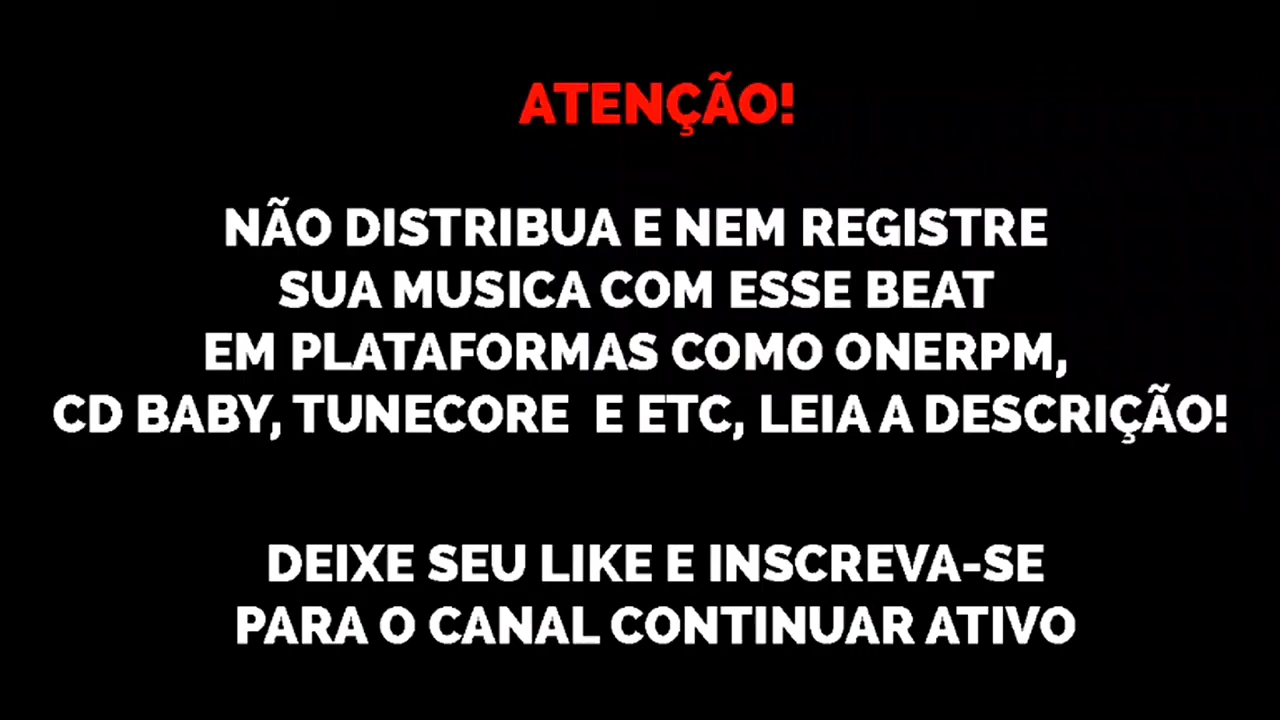 ATENÇÃO!
NÃO DISTRIBUA E NEM REGISTRE
SUA MUSICA COM ESSE BEAT
EM PLATAFORMAS COMO ONERPM,
CD BABY, TUNECORE E ETC, LEIA A DESCRIÇÃO!
DEIXE SEU LIKE E INSCREVA-SE
PARA O CANAL CONTINUAR ATIVO